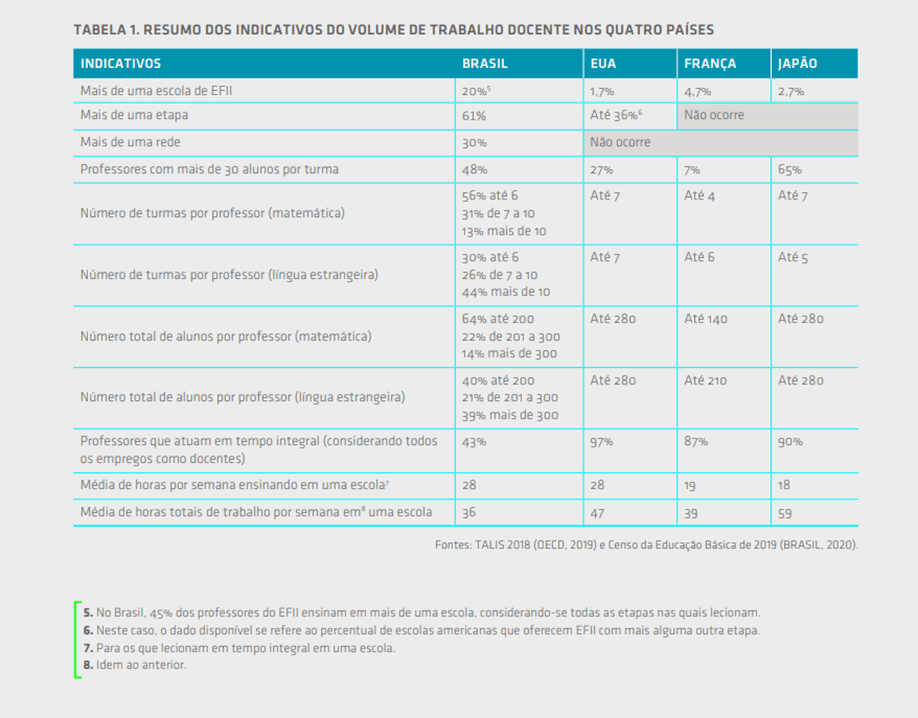 TABELA 1. RESUMO DOS INDICATIVOS DO VOLUME DE TRABALHO DOCENTE NOS QUATRO PAÍSES
INDICATIVOS BRASIL EUA FRANÇA JAPÃO
Mais de uma escola de EFII 20%⁵ 1,7% 4,7% 2,7%
Mais de uma etapa 61% Até 36%⁶ Não ocorre
Mais de uma rede 30% Não ocorre
Professores com mais de 30 alunos por turma 48% 27% 7% 65%
Número de turmas por professor (matemática) 56% até 6 Até 7 Até 4 Até 7
31% de 7 a 10
13% mais de 10
Número de turmas por professor (língua estrangeira) 30% até 6 Até 7 Até 6 Até 5
26% de 7 a 10
44% mais de 10
Número total de alunos por professor (matemática) 64% até 200 Até 280 Até 140 Até 280
22% de 201 a 300
14% mais de 300
Número total de alunos por professor (língua estrangeira) 40% até 200 Até 280 Até 210 Até 280
21% de 201 a 300
39% mais de 300
Professores que atuam em tempo integral (considerando todos 43% 97% 87% 90%
os empregos como docentes)
Média de horas por semana ensinando em uma escola⁷ 28 28 19 18
Média de horas totais de trabalho por semana em⁸ uma escola 36 47 39 59
Fontes: TALIS 2018 (OECD, 2019) e Censo da Educação Básica de 2019 (BRASIL, 2020).
5. No Brasil, 45% dos professores do EFII ensinam em mais de uma escola, considerando-se todas as etapas nas quais lecionam.
6. Neste caso, o dado disponível se refere ao percentual de escolas americanas que oferecem EFII com mais alguma outra etapa.
7. Para os que lecionam em tempo integral em uma escola.
8. Idem ao anterior.